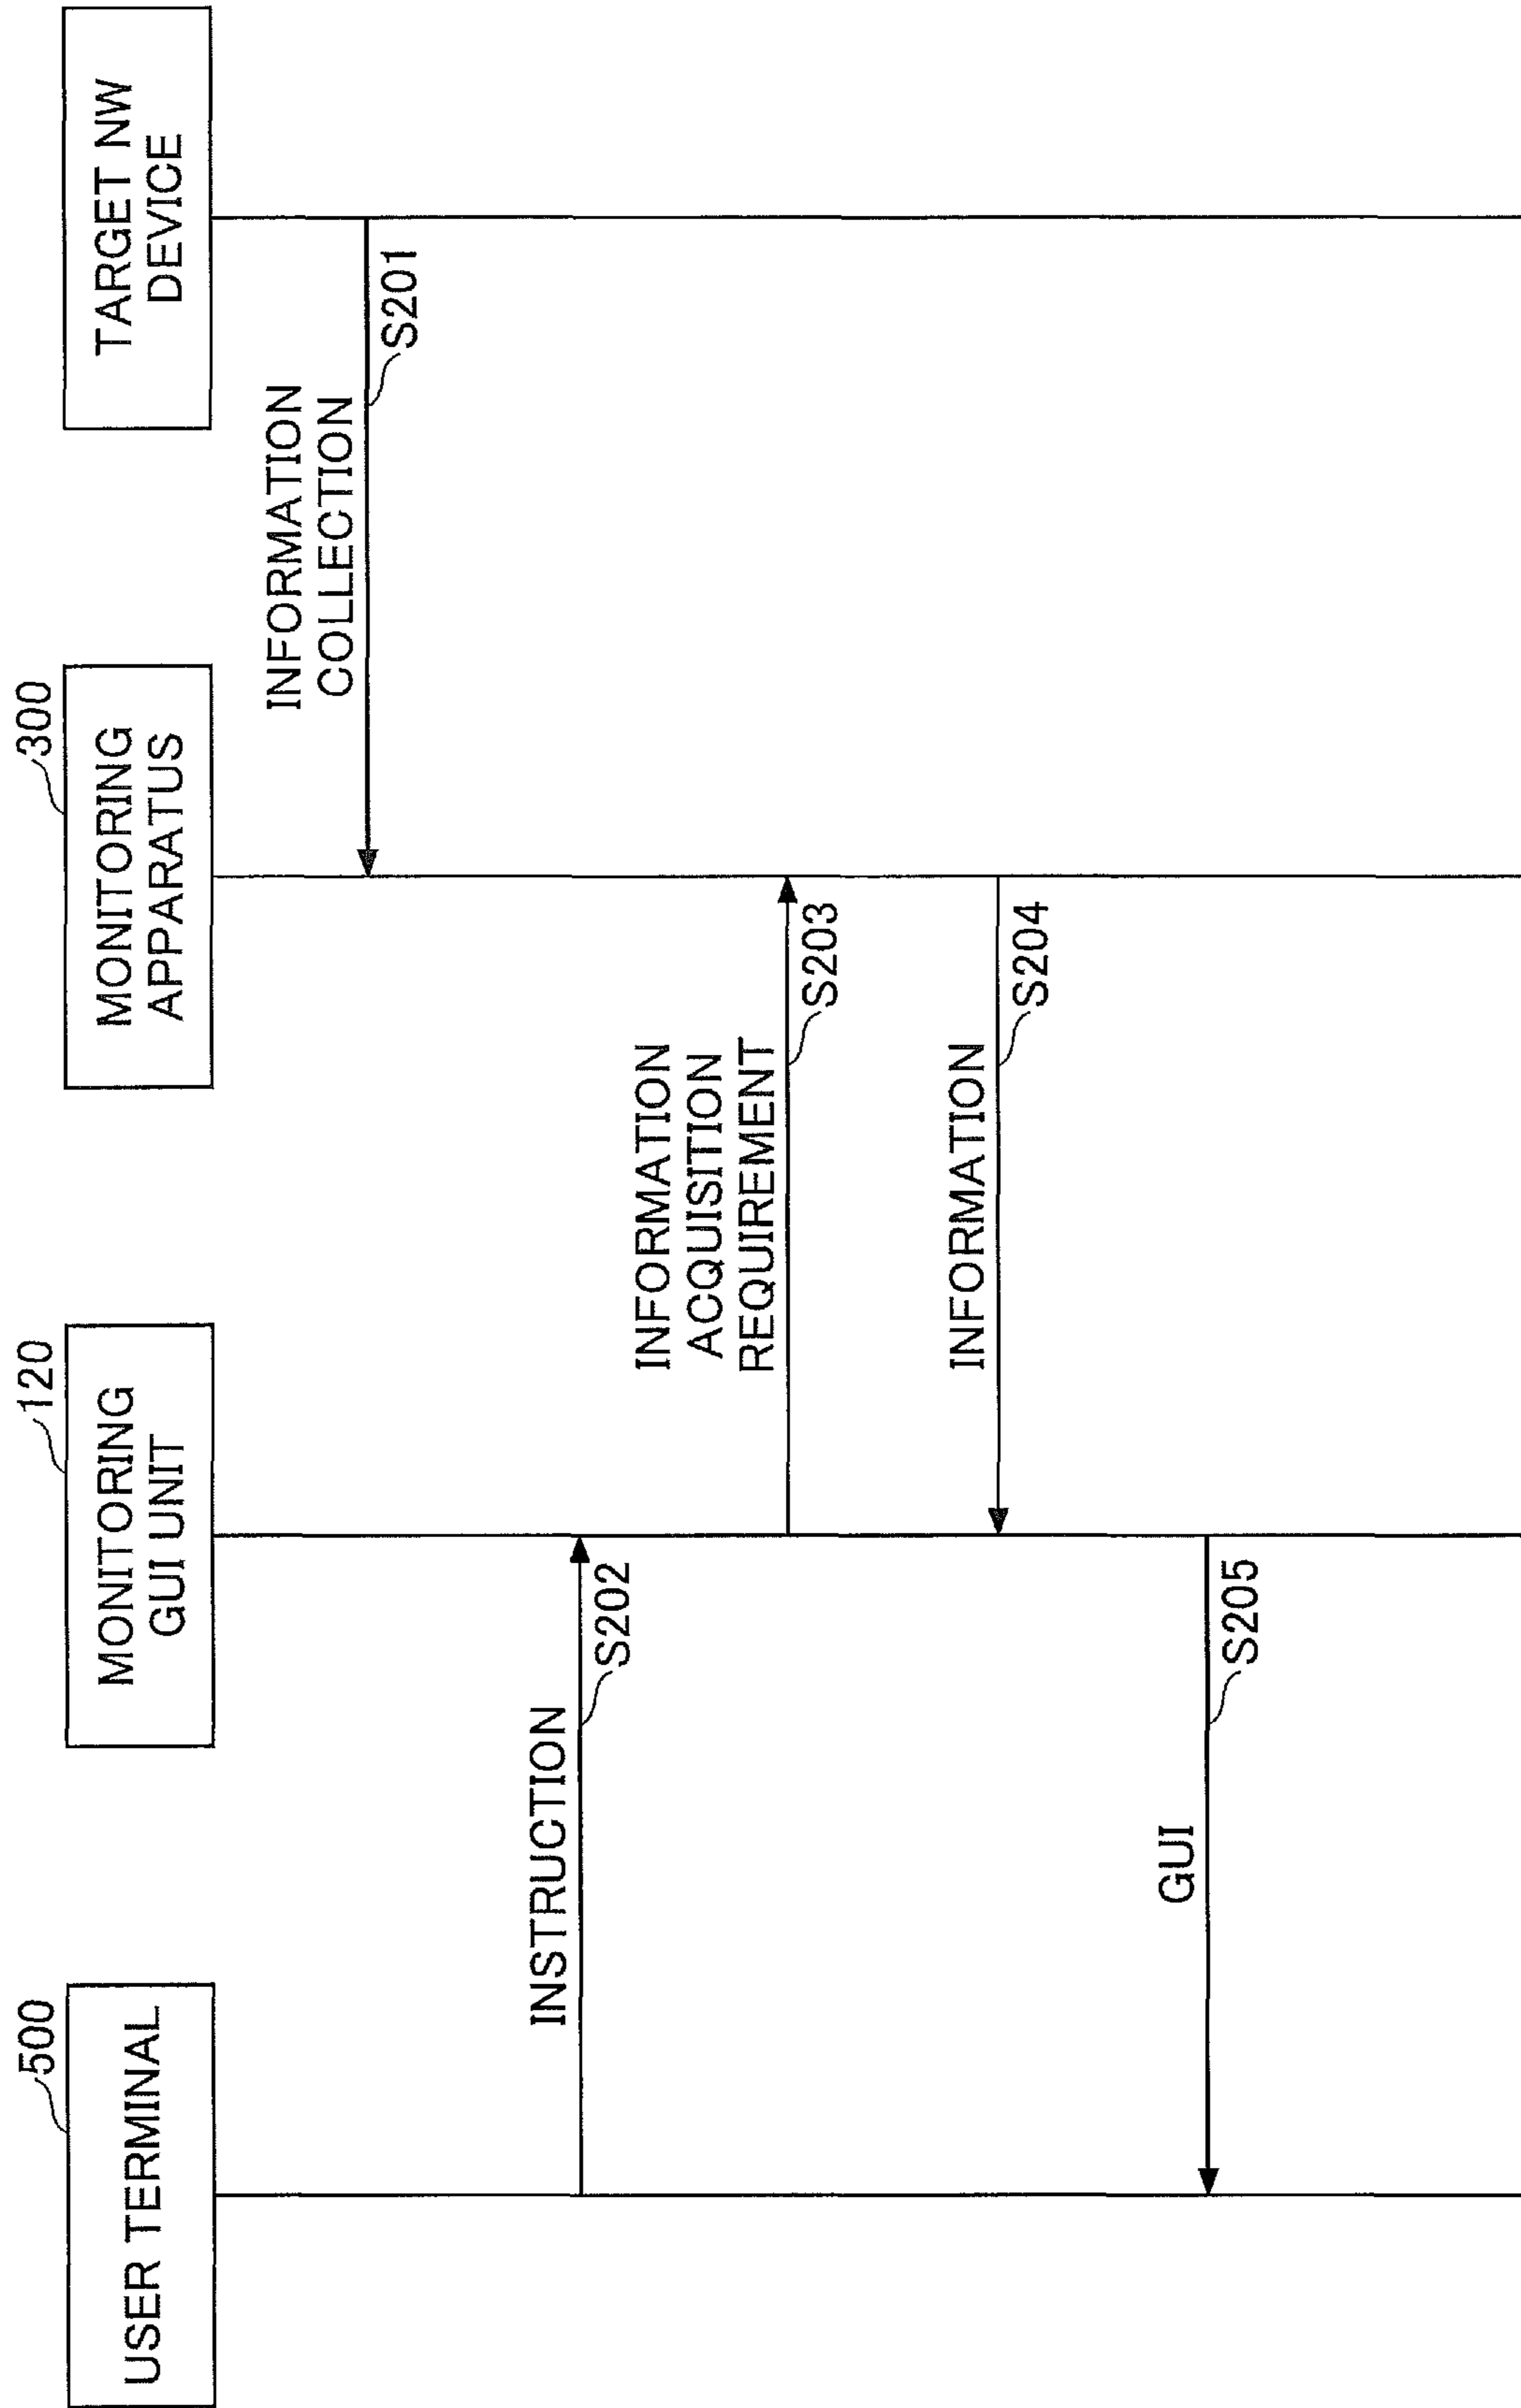 500
USER TERMINAL
120
MONITORING
GUI UNIT
300
MONITORING
APPARATUS
TARGET NW
DEVICE
INFORMATION
COLLECTION
S201
INSTRUCTION
S202
INFORMATION
ACQUISITION
REQUIREMENT
S203
INFORMATION
S204
GUI
S205